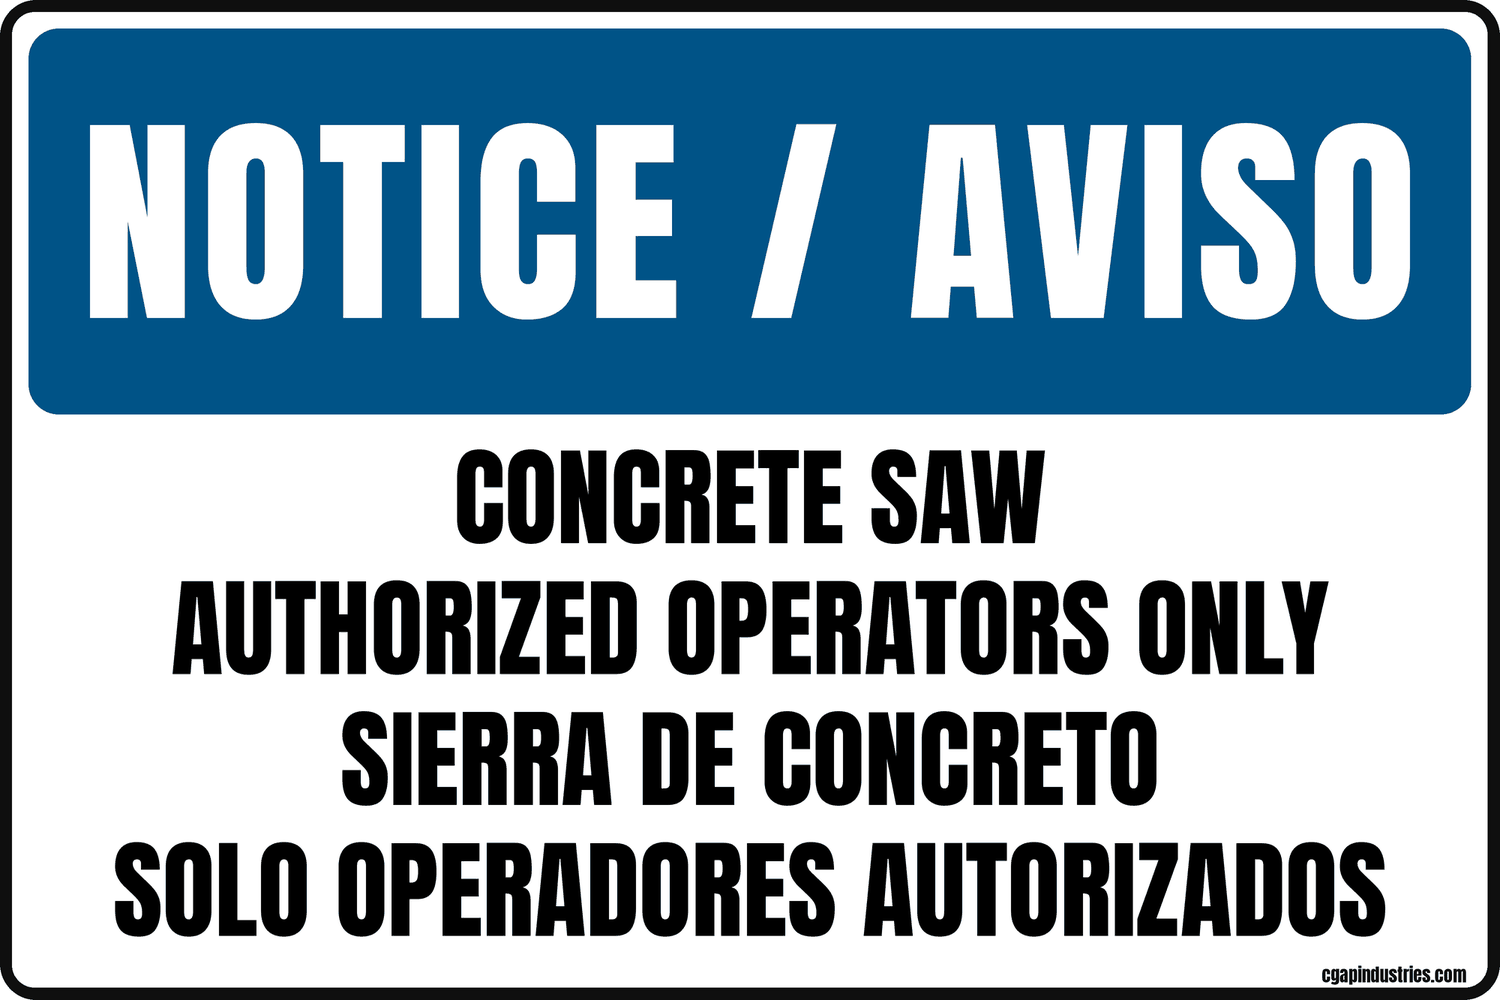 NOTICE / AVISO
CONCRETE SAW
AUTHORIZED OPERATORS ONLY
SIERRA DE CONCRETO
SOLO OPERADORES AUTORIZADOS
cgapindustries.com